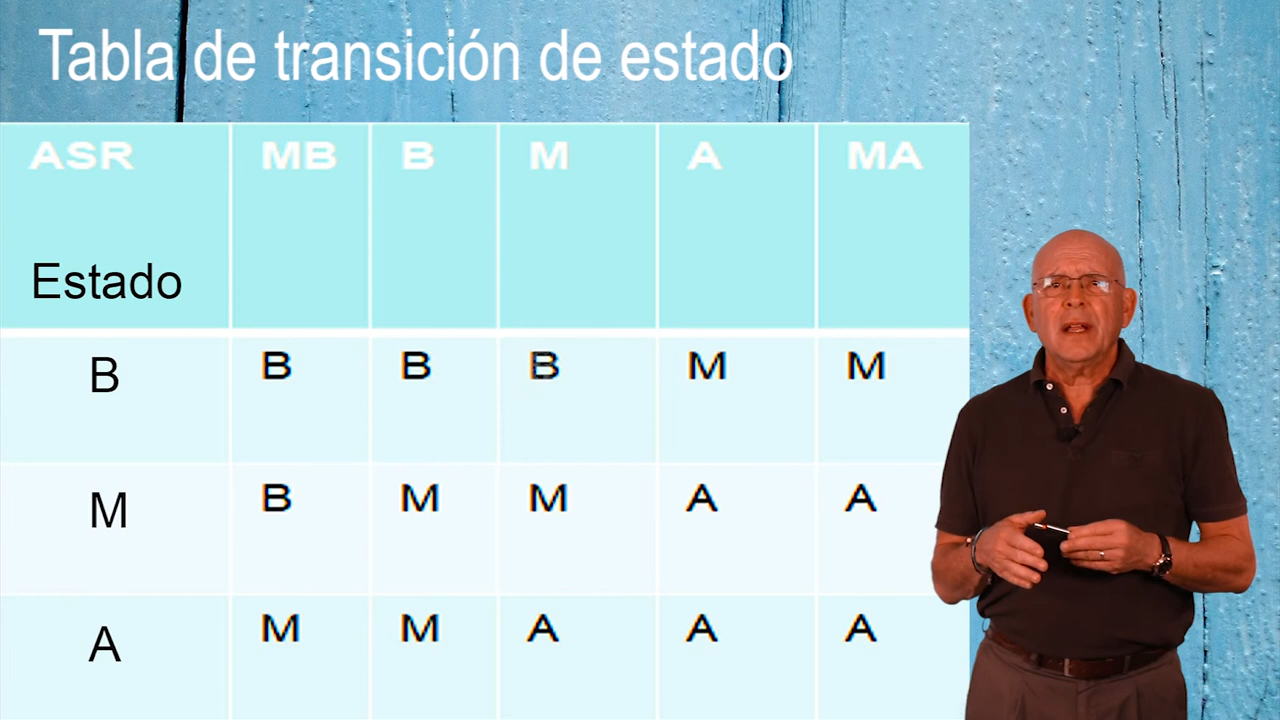 Tabla de transición de estado
ASR MB B M A MA
Estado
B B B B M M
M B M M A A
A M M A A A